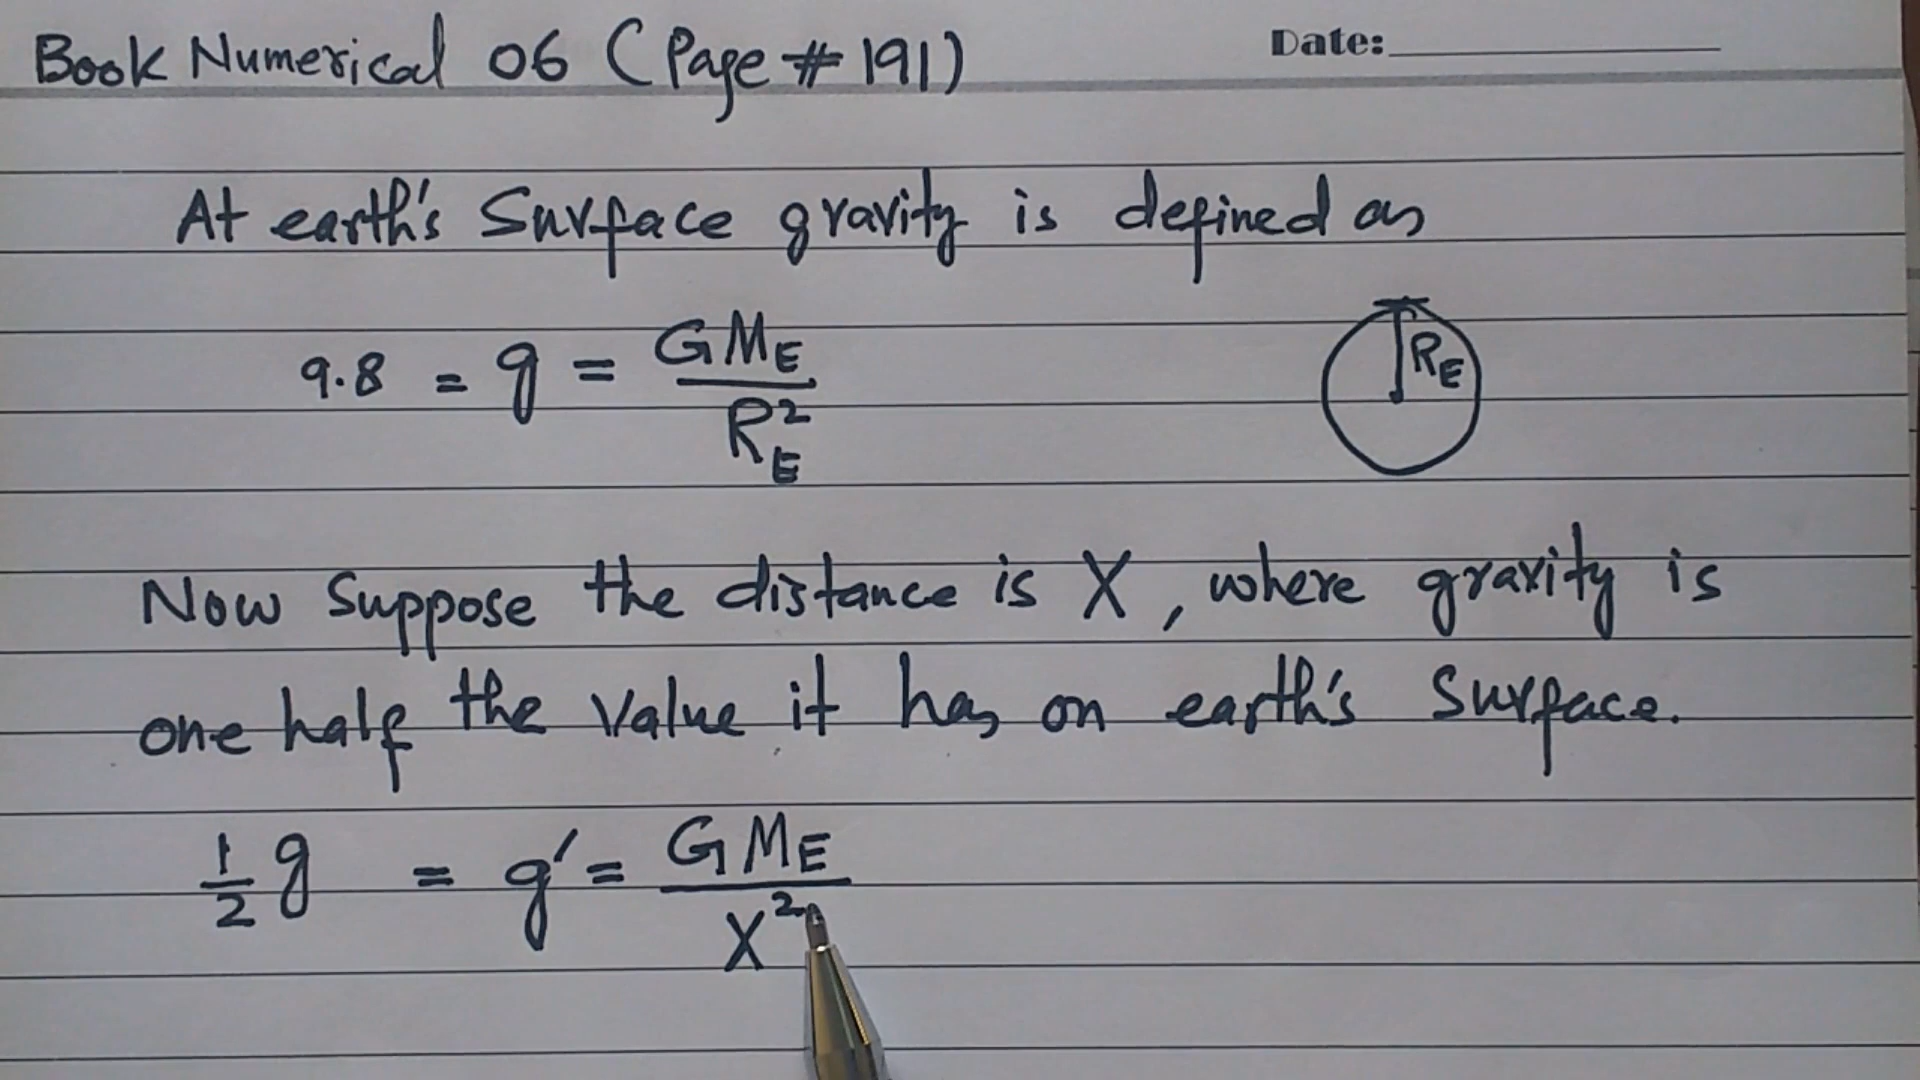 Book Numerical 06 (Page # 191)
Date:
At earth's Surface gravity is defined as
9.8 = g = GM_E / R_E^2
R_E
Now Suppose the distance is X, where gravity is
one half the value it has on earth's Surface.
1/2 g = g' = GM_E / X^2